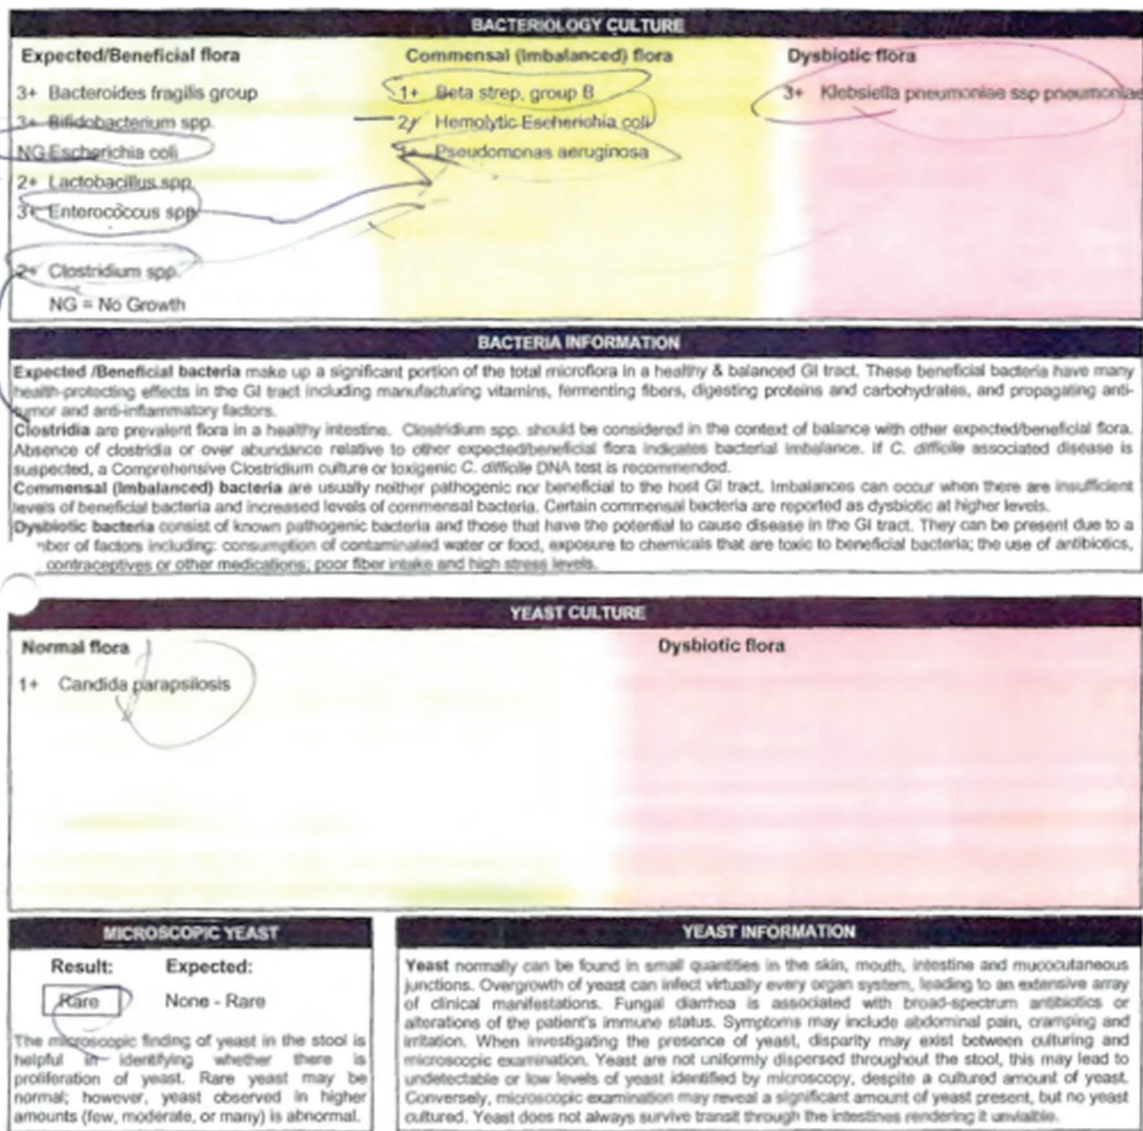 BACTERIOLOGY CULTURE
Expected/Beneficial flora
3+ Bacteroides fragilis group
3+ Bifidobacterium spp.
NG Escherichia coli
2+ Lactobacillus spp.
3+ Enterococcus spp.
2+ Clostridium spp.
NG = No Growth
Commensal (Imbalanced) flora
1+ Beta strep, group B
2+ Hemolytic Escherichia coli
Pseudomonas aeruginosa
Dysbiotic flora
3+ Klebsiella pneumoniae ssp pneumoniae
BACTERIA INFORMATION
Expected /Beneficial bacteria make up a significant portion of the total microflora in a healthy & balanced GI tract. These beneficial bacteria have many
health-protecting effects in the GI tract including manufacturing vitamins, fermenting fibers, digesting proteins and carbohydrates, and propagating anti-
tumor and anti-inflammatory factors.
Clostridia are prevalent flora in a healthy intestine. Clostridium spp. should be considered in the context of balance with other expected/beneficial flora.
Absence of clostridia or over abundance relative to other expected/beneficial flora indicates bacterial imbalance. If C. difficile associated disease is
suspected, a Comprehensive Clostridium culture or toxigenic C. difficile DNA test is recommended.
Commensal (Imbalanced) bacteria are usually neither pathogenic nor beneficial to the host GI tract. Imbalances can occur when there are insufficient
levels of beneficial bacteria and increased levels of commensal bacteria. Certain commensal bacteria are reported as dysbiotic at higher levels.
Dysbiotic bacteria consist of known pathogenic bacteria and those that have the potential to cause disease in the GI tract. They can be present due to a
nber of factors including: consumption of contaminated water or food, exposure to chemicals that are toxic to beneficial bacteria; the use of antibiotics,
contraceptives or other medications; poor fiber intake and high stress levels.
YEAST CULTURE
Normal flora
1+ Candida parapsilosis
Dysbiotic flora
MICROSCOPIC YEAST
Result: Expected:
Rare None - Rare
The microscopic finding of yeast in the stool is
helpful in identifying whether there is
proliferation of yeast. Rare yeast may be
normal; however, yeast observed in higher
amounts (few, moderate, or many) is abnormal.
YEAST INFORMATION
Yeast normally can be found in small quantities in the skin, mouth, intestine and mucocutaneous
junctions. Overgrowth of yeast can infect virtually every organ system, leading to an extensive array
of clinical manifestations. Fungal diarrhea is associated with broad-spectrum antibiotics or
alterations of the patient's immune status. Symptoms may include abdominal pain, cramping and
irritation. When investigating the presence of yeast, disparity may exist between culturing and
microscopic examination. Yeast are not uniformly dispersed throughout the stool, this may lead to
undetectable or low levels of yeast identified by microscopy, despite a cultured amount of yeast.
Conversely, microscopic examination may reveal a significant amount of yeast present, but no yeast
cultured. Yeast does not always survive transit through the intestines rendering it unviable.